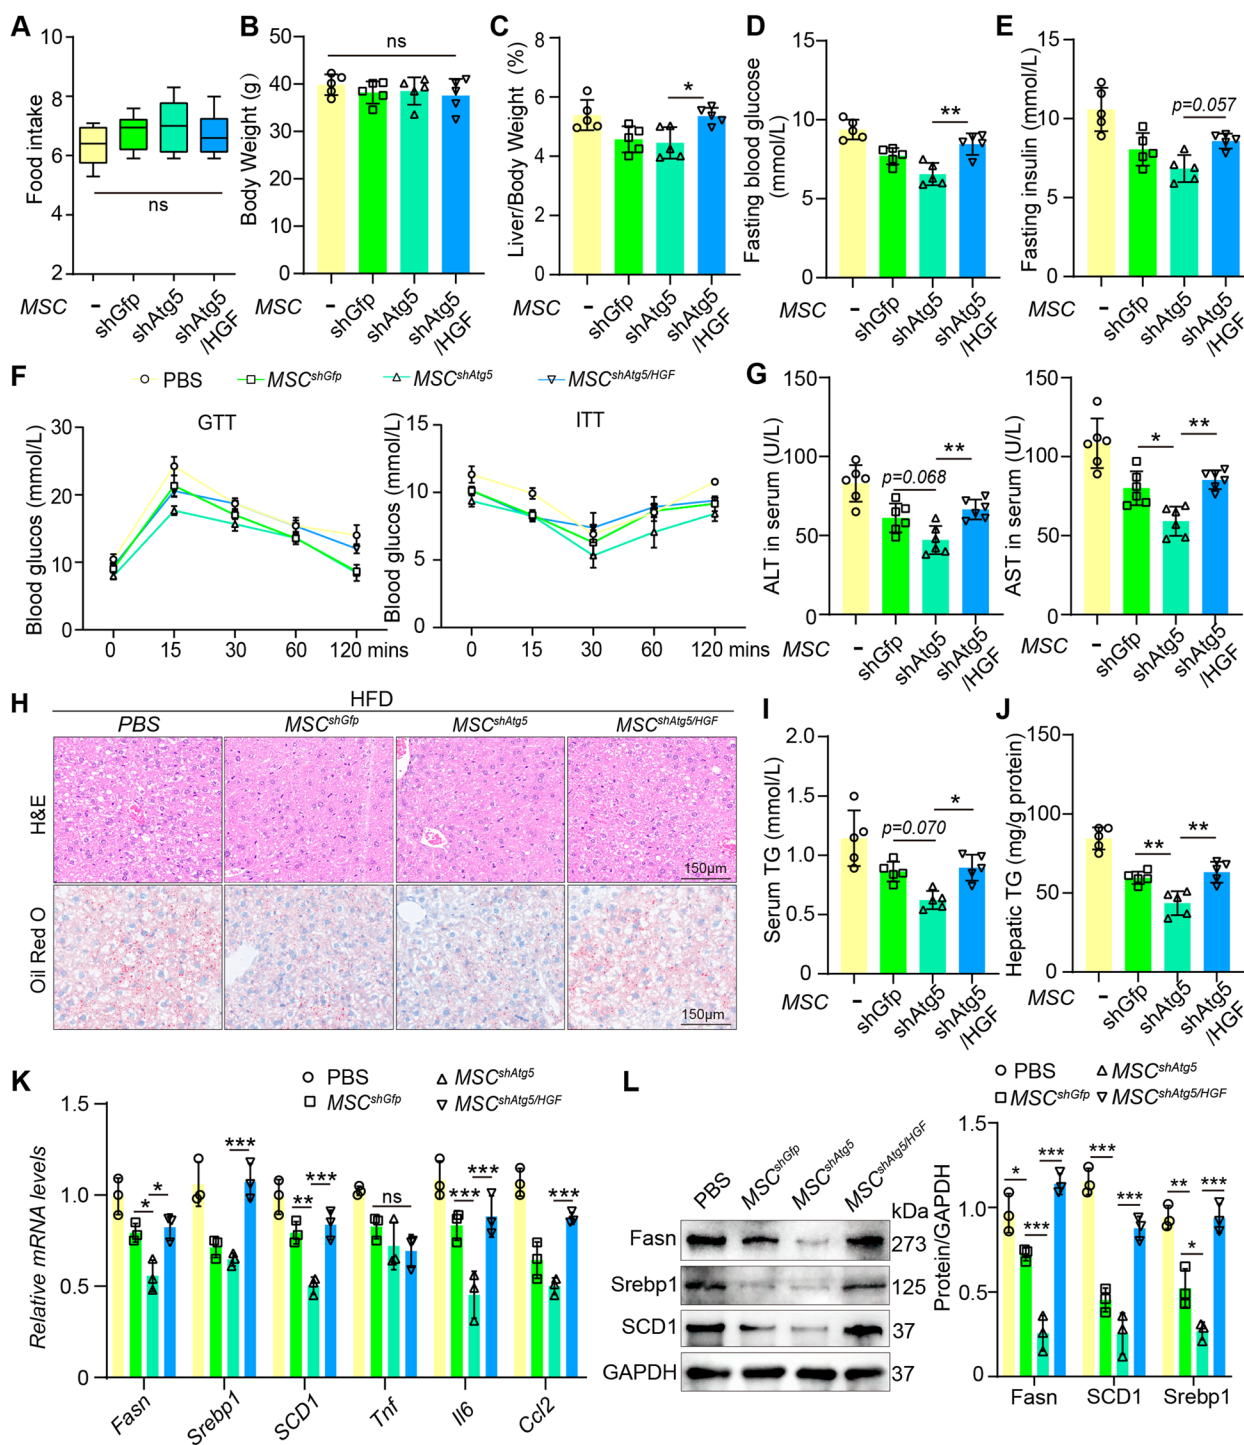 A
Food intake
10
8
6
4
2
ns
MSC
-
shGfp
shAtg5
shAtg5
/HGF
B
Body Weight (g)
50
40
30
20
10
0
ns
MSC
-
shGfp
shAtg5
shAtg5
/HGF
C
Liver/Body Weight (%)
8
6
4
2
0
*
-
shGfp
shAtg5
shAtg5
/HGF
D
Fasting blood glucose
(mmol/L)
15
10
5
0
**
MSC
-
shGfp
shAtg5
shAtg5
/HGF
E
Fasting insulin (mmol/L)
15
10
5
0
p=0.057
MSC
-
shGfp
shAtg5
shAtg5
/HGF
F
PBS
MSCshGfp
MSCshAtg5
MSCshAtg5/HGF
GTT
Blood glucos (mmol/L)
30
20
10
0
0 15 30 60 120 mins
ITT
Blood glucos (mmol/L)
15
10
5
0
0 15 30 60 120 mins
G
ALT in serum (U/L)
150
100
50
0
p=0.068
**
MSC
-
shGfp
shAtg5
shAtg5
/HGF
AST in serum (U/L)
150
100
50
0
*
**
-
shGfp
shAtg5
shAtg5
/HGF
H
HFD
PBS
MSCshGfp
MSCshAtg5
MSCshAtg5/HGF
H&E
150μm
Oil Red O
150μm
I
Serum TG (mmol/L)
2.0
1.5
1.0
0.5
0
p=0.070
*
MSC
-
shGfp
shAtg5
shAtg5
/HGF
J
Hepatic TG (mg/g protein)
150
100
50
0
**
**
MSC
-
shGfp
shAtg5
shAtg5
/HGF
K
PBS
MSCshGfp
MSCshAtg5
MSCshAtg5/HGF
Relative mRNA levels
1.5
1.0
0.5
0
*
*
***
**
***
ns
***
***
***
Fasn
Srebp1
SCD1
Tnf
Il6
Ccl2
L
PBS
MSCshGfp
MSCshAtg5
MSCshAtg5/HGF
kDa
Fasn 273
Srebp1 125
SCD1 37
GAPDH 37
PBS
MSCshGfp
MSCshAtg5
MSCshAtg5/HGF
Protein/GAPDH
1.5
1.0
0.5
0
*
***
***
***
***
**
*
***
Fasn
SCD1
Srebp1